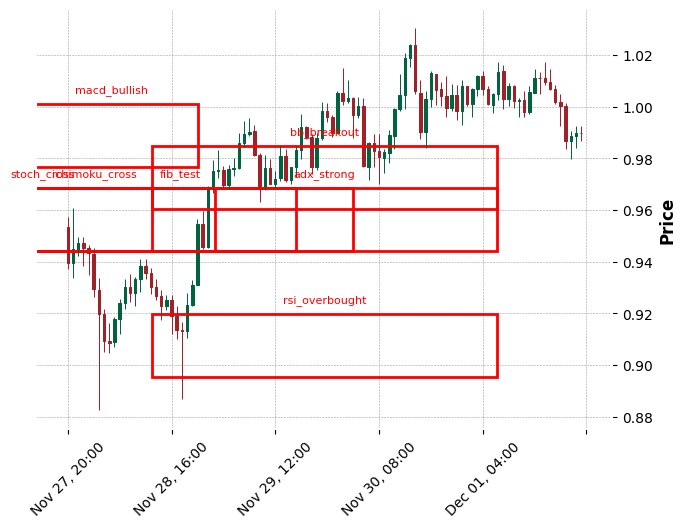 macd_bullish
bb_breakout
fib_test
adx_strong
rsi_overbought
1.02
1.00
0.98
0.96
0.94
0.92
0.90
0.88
Price
Nov 27, 20:00
Nov 28, 16:00
Nov 29, 12:00
Nov 30, 08:00
Dec 01, 04:00